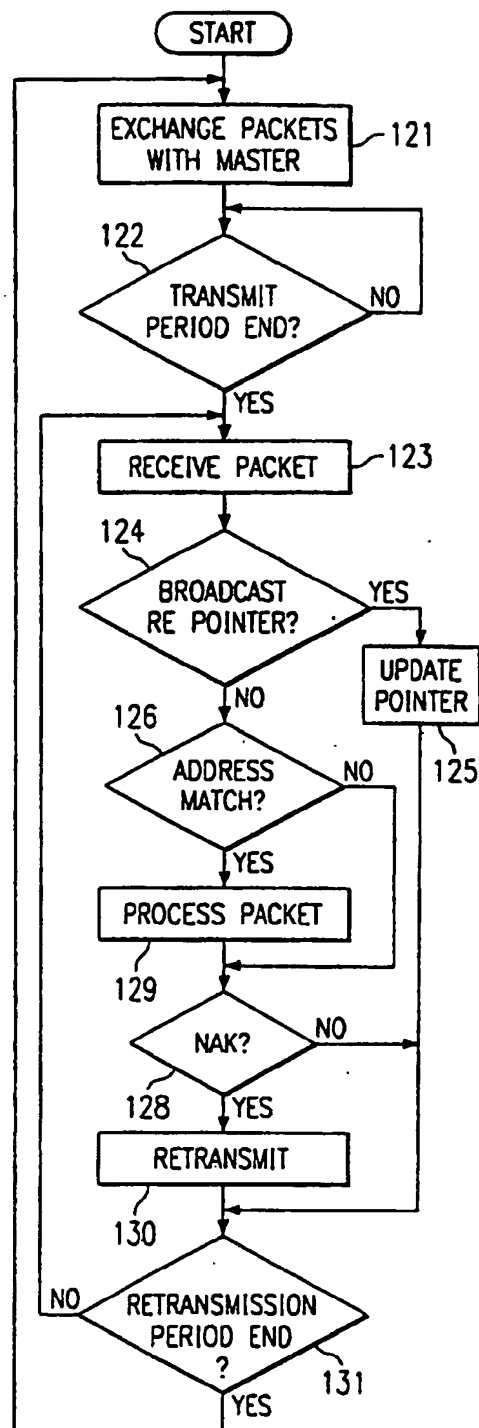 START
EXCHANGE PACKETS
WITH MASTER
121
122
TRANSMIT
PERIOD END?
NO
YES
RECEIVE PACKET
123
124
BROADCAST
RE POINTER?
YES
NO
UPDATE
POINTER
125
126
ADDRESS
MATCH?
NO
YES
PROCESS PACKET
129
NAK?
NO
128
YES
RETRANSMIT
130
NO
RETRANSMISSION
PERIOD END
?
131
YES